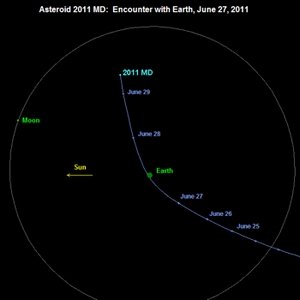 Asteroid 2011 MD:  Encounter with Earth, June 27, 2011
2011 MD
June 29
Moon
June 28
Sun
Earth
June 27
June 26
June 25